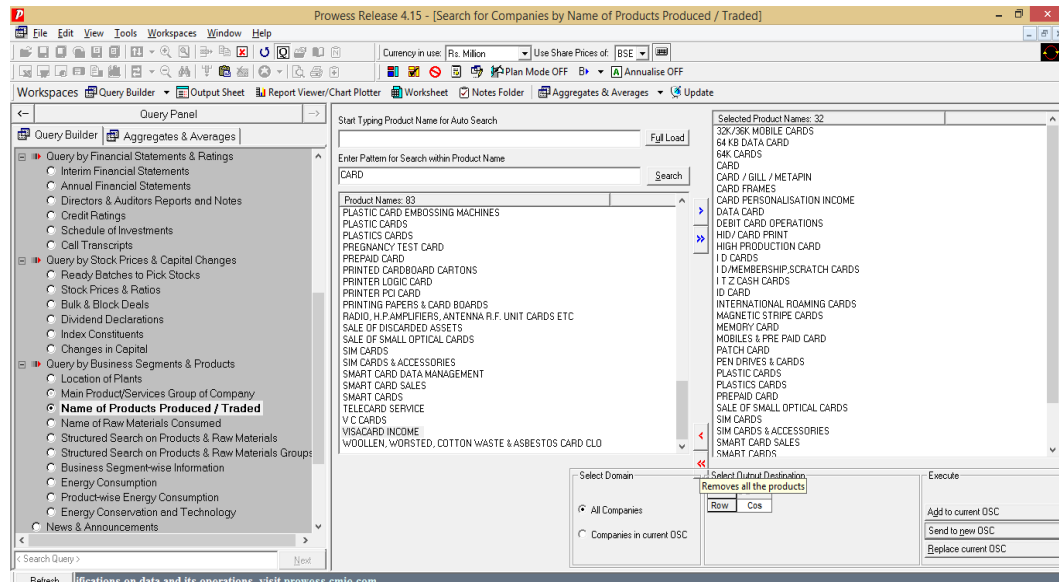 Prowess Release 4.15 - [Search for Companies by Name of Products Produced / Traded]
File Edit View Tools Workspaces Window Help
Currency in use: Rs. Million Use Share Prices of: BSE
Plan Mode OFF B Annualise OFF
Workspaces Query Builder Output Sheet Report Viewer/Chart Plotter Worksheet Notes Folder Aggregates & Averages Update
Query Panel
Query Builder Aggregates & Averages
Query by Financial Statements & Ratings
Interim Financial Statements
Annual Financial Statements
Directors & Auditors Reports and Notes
Credit Ratings
Schedule of Investments
Call Transcripts
Query by Stock Prices & Capital Changes
Ready Batches to Pick Stocks
Stock Prices & Ratios
Bulk & Block Deals
Dividend Declarations
Index Constituents
Changes in Capital
Query by Business Segments & Products
Location of Plants
Main Product/Services Group of Company
Name of Products Produced / Traded
Name of Raw Materials Consumed
Structured Search on Products & Raw Materials
Structured Search on Products & Raw Materials Groups
Business Segment-wise Information
Energy Consumption
Product-wise Energy Consumption
Energy Conservation and Technology
News & Announcements
< Search Query > Next
Start Typing Product Name for Auto Search
Full Load
Enter Pattern for Search within Product Name
CARD Search
Product Names: 83
PLASTIC CARD EMBOSSING MACHINES
PLASTIC CARDS
PLASTICS CARDS
PREGNANCY TEST CARD
PREPAID CARD
PRINTED CARDBOARD CARTONS
PRINTER LOGIC CARD
PRINTER PCI CARD
PRINTING PAPERS & CARD BOARDS
RADIO, H.P.AMPLIFIERS, ANTENNA R.F. UNIT CARDS ETC
SALE OF DISCARDED ASSETS
SALE OF SMALL OPTICAL CARDS
SIM CARDS
SIM CARDS & ACCESSORIES
SMART CARD DATA MANAGEMENT
SMART CARD SALES
SMART CARDS
TELECARD SERVICE
V C CARDS
VISACARD INCOME
WOOLLEN, WORSTED, COTTON WASTE & ASBESTOS CARD CLO
Selected Product Names: 32
32K/36K MOBILE CARDS
64 KB DATA CARD
64K CARDS
CARD
CARD / GILL / METAPIN
CARD FRAMES
CARD PERSONALISATION INCOME
DATA CARD
DEBIT CARD OPERATIONS
HID/ CARD PRINT
HIGH PRODUCTION CARD
I D CARDS
I D/MEMBERSHIP,SCRATCH CARDS
I T Z CASH CARDS
ID CARD
INTERNATIONAL ROAMING CARDS
MAGNETIC STRIPE CARDS
MEMORY CARD
MOBILES & PRE PAID CARD
PATCH CARD
PEN DRIVES & CARDS
PLASTIC CARDS
PLASTICS CARDS
PREPAID CARD
SALE OF SMALL OPTICAL CARDS
SIM CARDS
SIM CARDS & ACCESSORIES
SMART CARD SALES
SMART CARDS
Select Domain
All Companies
Companies in current OSC
Select Output Destination
Removes all the products
Row Cos
Execute
Add to current OSC
Send to new OSC
Replace current OSC
Refresh ifications on data and its operations, visit prowess.cmie.com